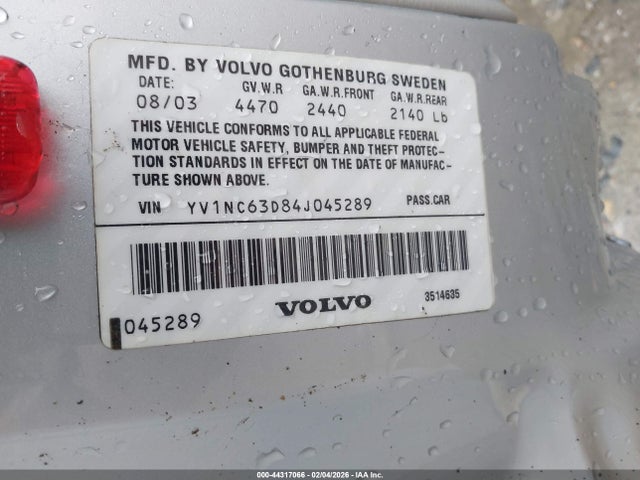 MFD. BY VOLVO GOTHENBURG SWEDEN
DATE: GV.W.R GA.W.R.FRONT GA.W.R.REAR
08/03 4470 2440 2140 Lb
THIS VEHICLE CONFORMS TO ALL APPLICABLE FEDERAL
MOTOR VEHICLE SAFETY, BUMPER AND THEFT PROTEC-
TION STANDARDS IN EFFECT ON THE DATE OF MANUFAC-
TURE SHOWN ABOVE.
VIN YV1NC63D84J045289 PASS.CAR
VOLVO 3514635
045289
000-44317066 - 02/04/2026 - IAA Inc.